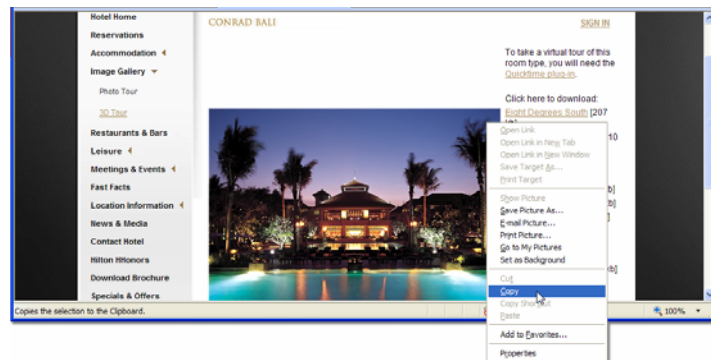 Hotel Home
Reservations
Accommodation
Image Gallery
Photo Tour
3D Tour
Restaurants & Bars
Leisure
Meetings & Events
Fast Facts
Location Information
News & Media
Contact Hotel
Hilton HHonors
Download Brochure
Specials & Offers
CONRAD BALI
SIGN IN
To take a virtual tour of this
room type, you will need the
Quicktime plug-in.
Click here to download:
Eight Degrees South [207
10
b]
kb]
]
kb]
Open Link
Open Link in New Tab
Open Link in New Window
Save Target As...
Print Target
Show Picture
Save Picture As...
E-mail Picture...
Print Picture...
Go to My Pictures
Set as Background
Cut
Copy
Copy Shortcut
Paste
Add to Favorites...
Properties
Copies the selection to the Clipboard.
100%